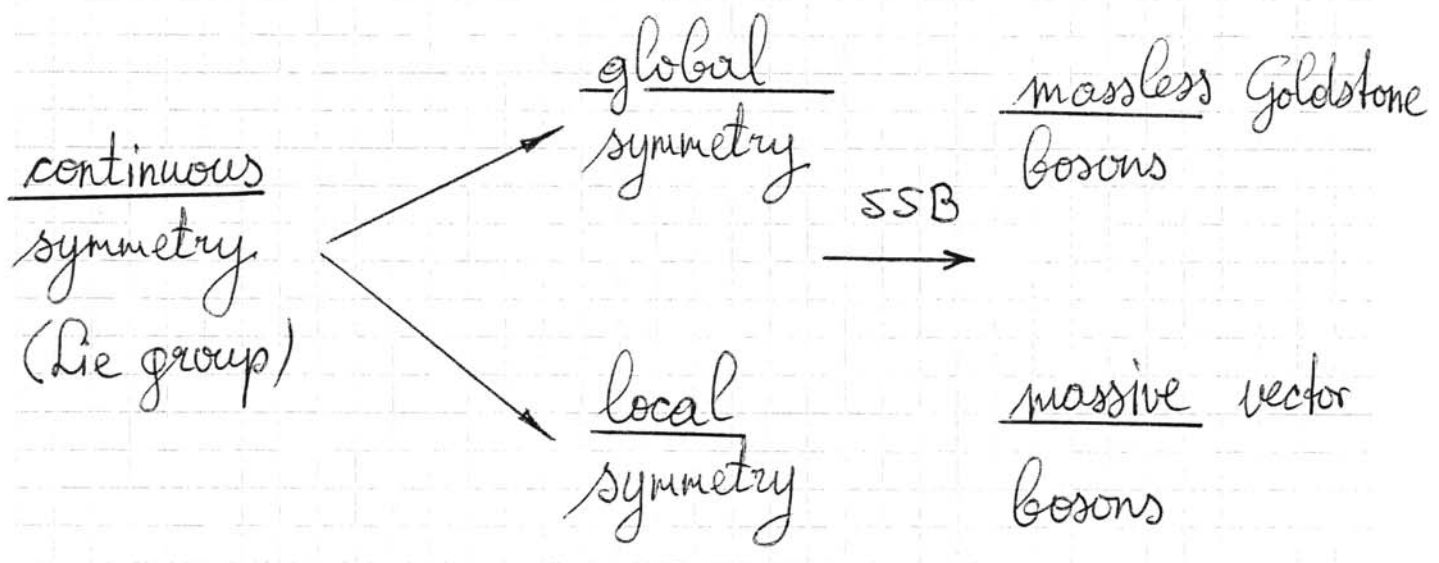 continuous
symmetry
(Lie group)
global
symmetry
SSB
massless Goldstone
bosons
local
symmetry
massive vector
bosons